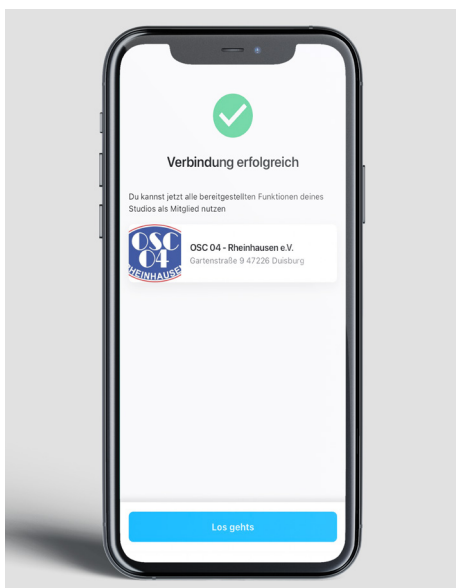 Verbindung erfolgreich
Du kannst jetzt alle bereitgestellten Funktionen deines
Studios als Mitglied nutzen
OSC
04
RHEINHAUSEN
OSC 04 - Rheinhausen e.V.
Gartenstraße 9 47226 Duisburg
Los gehts